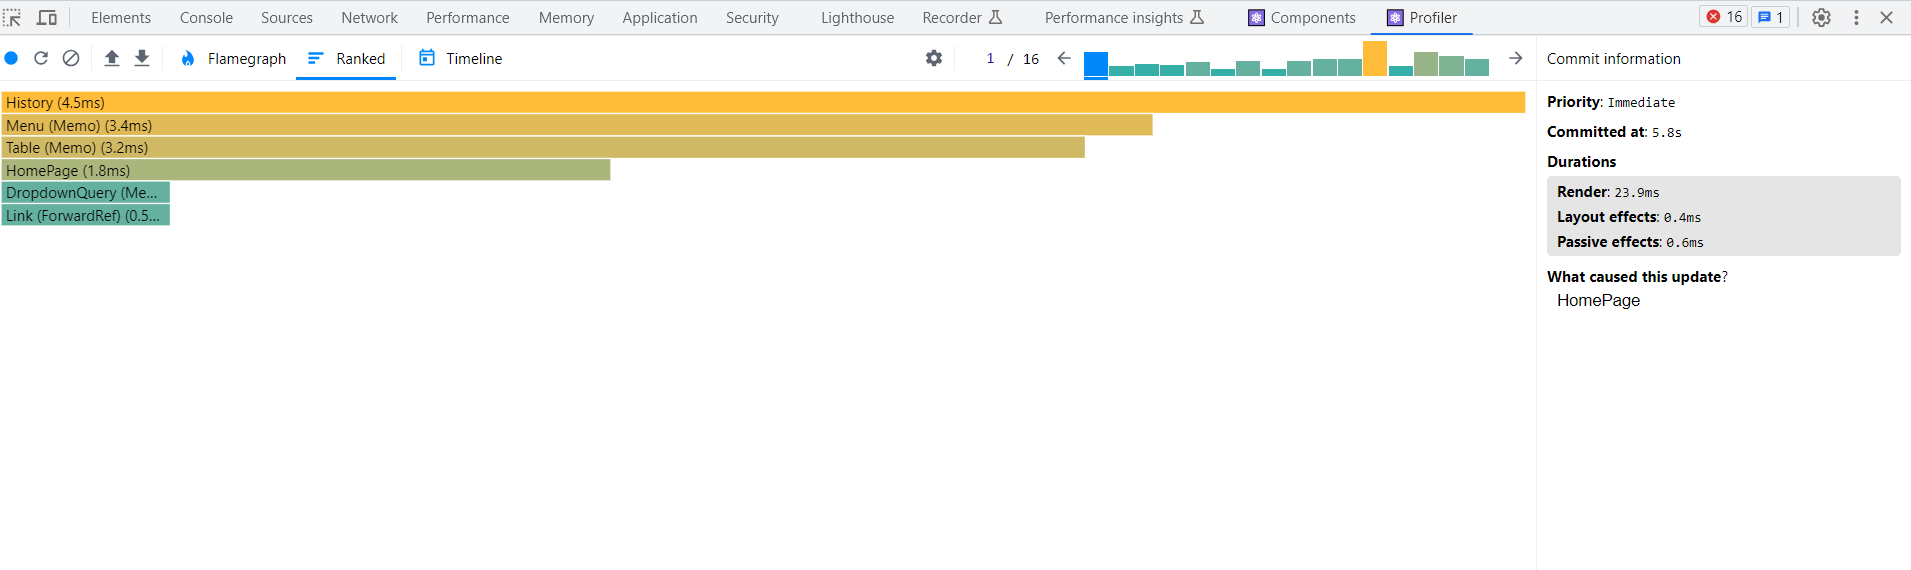 Elements Console Sources Network Performance Memory Application Security Lighthouse Recorder Performance insights Components Profiler 16 1
Flamegraph Ranked Timeline 1 / 16 Commit information
History (4.5ms)
Menu (Memo) (3.4ms)
Table (Memo) (3.2ms)
HomePage (1.8ms)
DropdownQuery (Me...
Link (ForwardRef) (0.5...
Priority: Immediate
Committed at: 5.8s
Durations
Render: 23.9ms
Layout effects: 0.4ms
Passive effects: 0.6ms
What caused this update?
HomePage